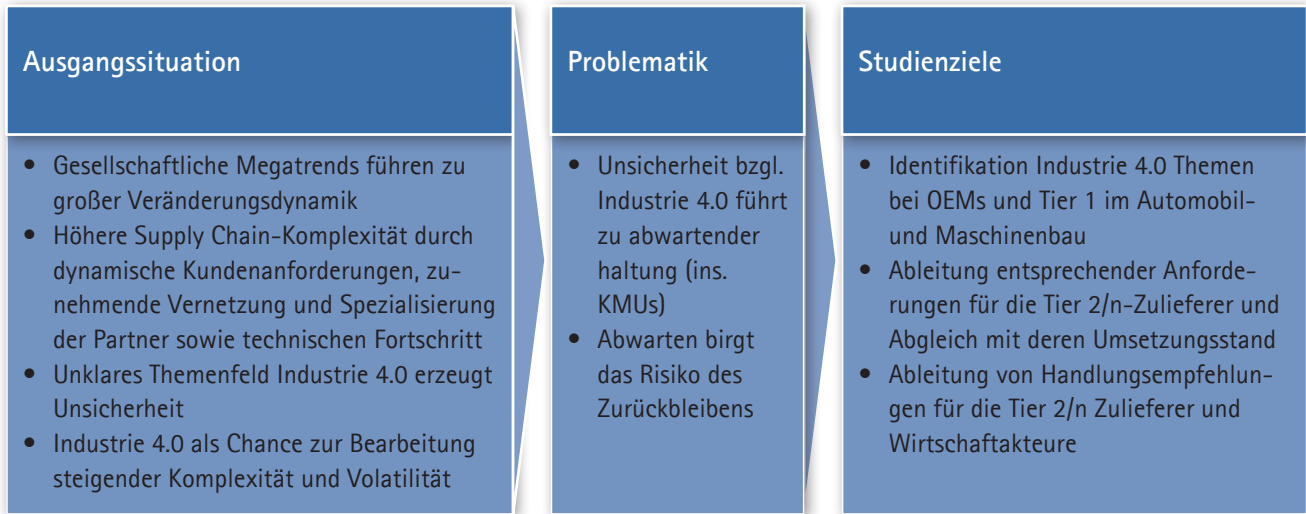 Ausgangssituation
• Gesellschaftliche Megatrends führen zu
großer Veränderungsdynamik
• Höhere Supply Chain-Komplexität durch
dynamische Kundenanforderungen, zu-
nehmende Vernetzung und Spezialisierung
der Partner sowie technischen Fortschritt
• Unklares Themenfeld Industrie 4.0 erzeugt
Unsicherheit
• Industrie 4.0 als Chance zur Bearbeitung
steigender Komplexität und Volatilität
Problematik
• Unsicherheit bzgl.
Industrie 4.0 führt
zu abwartender
haltung (ins.
KMUs)
• Abwarten birgt
das Risiko des
Zurückbleibens
Studienziele
• Identifikation Industrie 4.0 Themen
bei OEMs und Tier 1 im Automobil-
und Maschinenbau
• Ableitung entsprechender Anforde-
rungen für die Tier 2/n-Zulieferer und
Abgleich mit deren Umsetzungsstand
• Ableitung von Handlungsempfehlun-
gen für die Tier 2/n Zulieferer und
Wirtschaftakteure